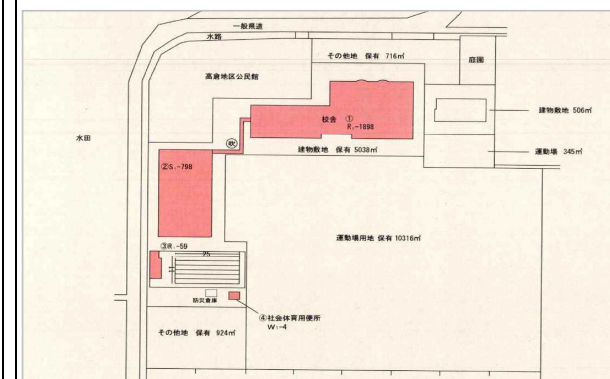 一般県道
水路
その他地 保有 716㎡
庭園
高倉地区公民館
校舎 ①
R.-1898
建物敷地 506㎡
水田
吹
建物敷地 保有 5038㎡
運動場 345㎡
②S.-798
運動場用地 保有 10316㎡
③R.-59
25
防災倉庫
④社会体育用便所
W:-4
その他地 保有 924㎡